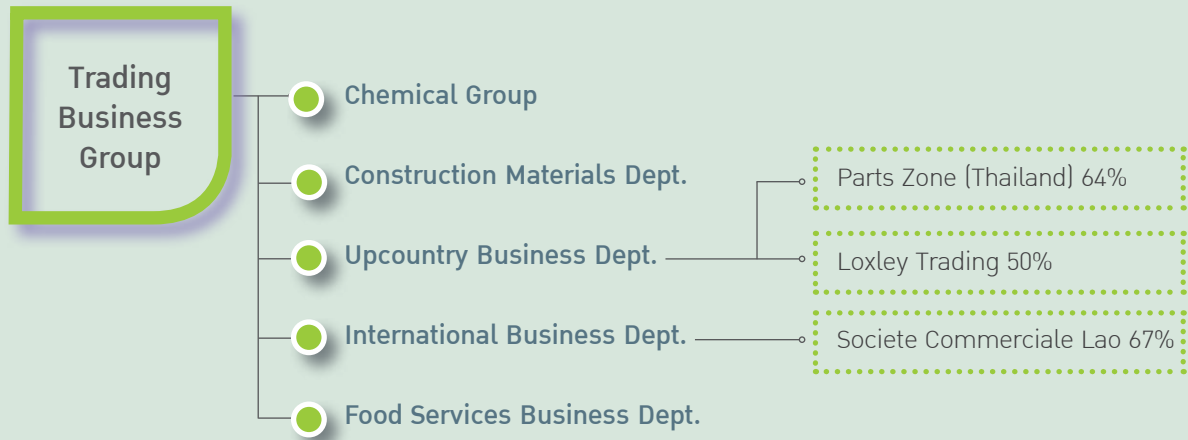 Trading
Business
Group
Chemical Group
Construction Materials Dept.
Upcountry Business Dept.
International Business Dept.
Food Services Business Dept.
Parts Zone (Thailand) 64%
Loxley Trading 50%
Societe Commerciale Lao 67%